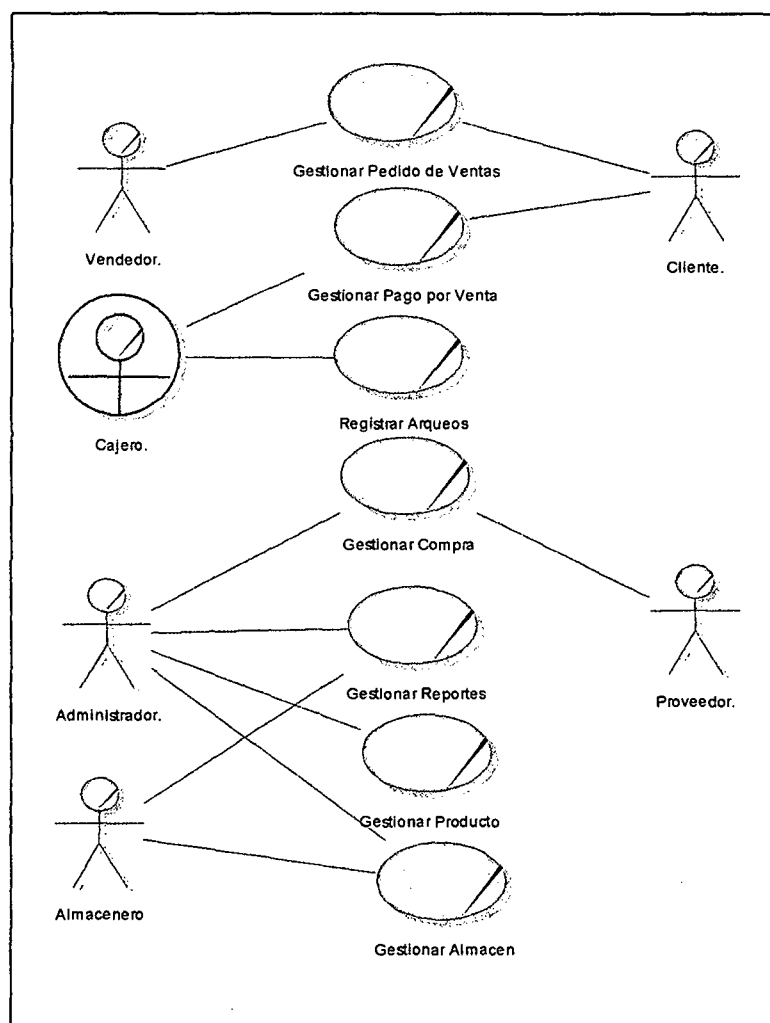 Gestionar Pedido de Ventas
Vendedor.
Cliente.
Gestionar Pago por Venta
Cajero.
Registrar Arqueos
Gestionar Compra
Administrador.
Gestionar Reportes
Proveedor.
Gestionar Producto
Almacenero
Gestionar Almacen